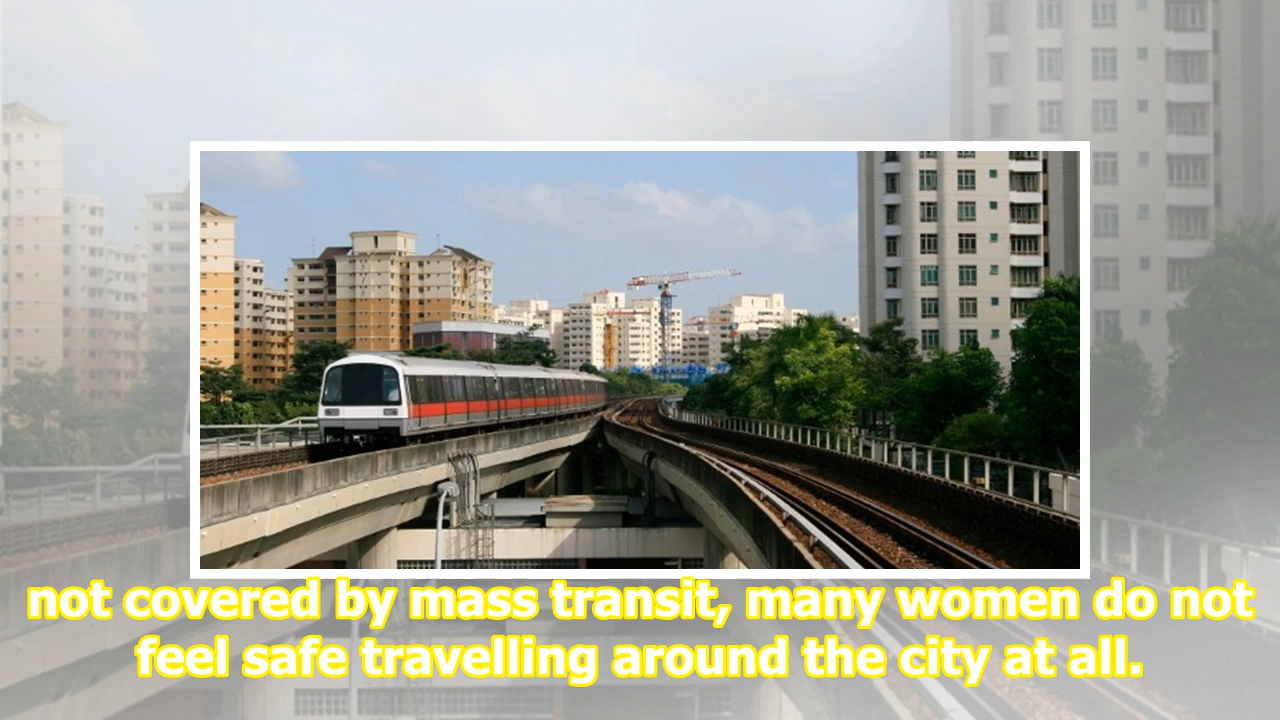 not covered by mass transit, many women do not
feel safe travelling around the city at all.